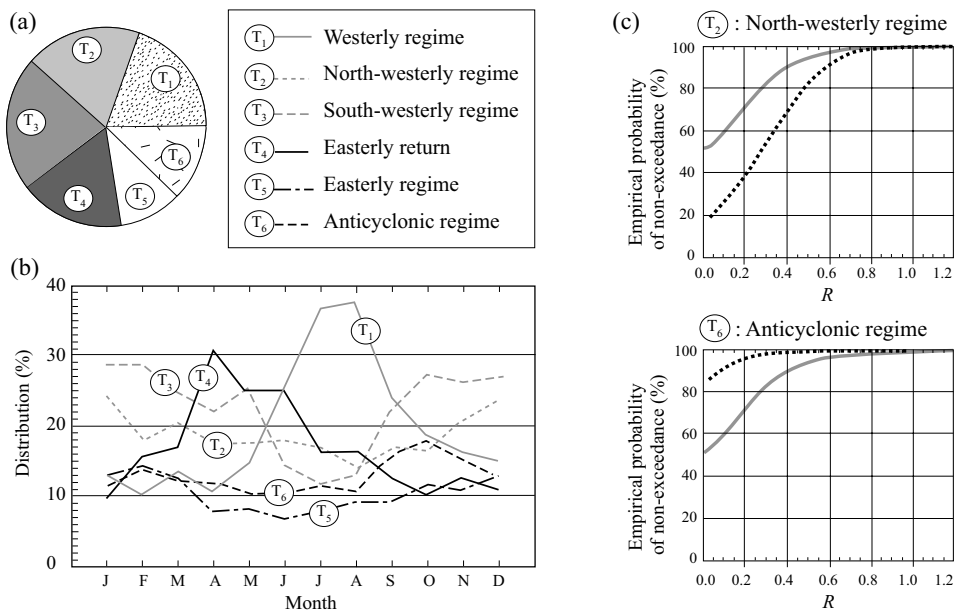 (a)
T2
T1
T3
T6
T4
T5
T1 Westerly regime
T2 North-westerly regime
T3 South-westerly regime
T4 Easterly return
T5 Easterly regime
T6 Anticyclonic regime
(b)
40
30
20
10
0
Distribution (%)
T1
T3
T4
T2
T6
T5
J F M A M J J A S O N D
Month
(c)
T2 : North-westerly regime
100
80
60
40
20
0
Empirical probability
of non-exceedance (%)
0.0 0.2 0.4 0.6 0.8 1.0 1.2
R
T6 : Anticyclonic regime
100
80
60
40
20
0
Empirical probability
of non-exceedance (%)
0.0 0.2 0.4 0.6 0.8 1.0 1.2
R